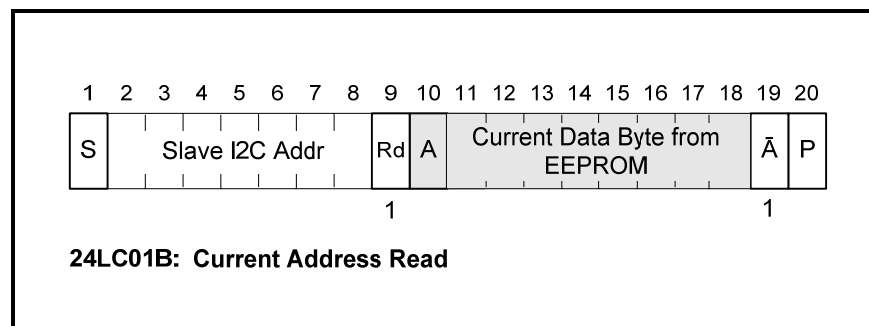 1 2 3 4 5 6 7 8 9 10 11 12 13 14 15 16 17 18 19 20
S Slave I2C Addr Rd A Current Data Byte from EEPROM Ā P
1 1
24LC01B: Current Address Read